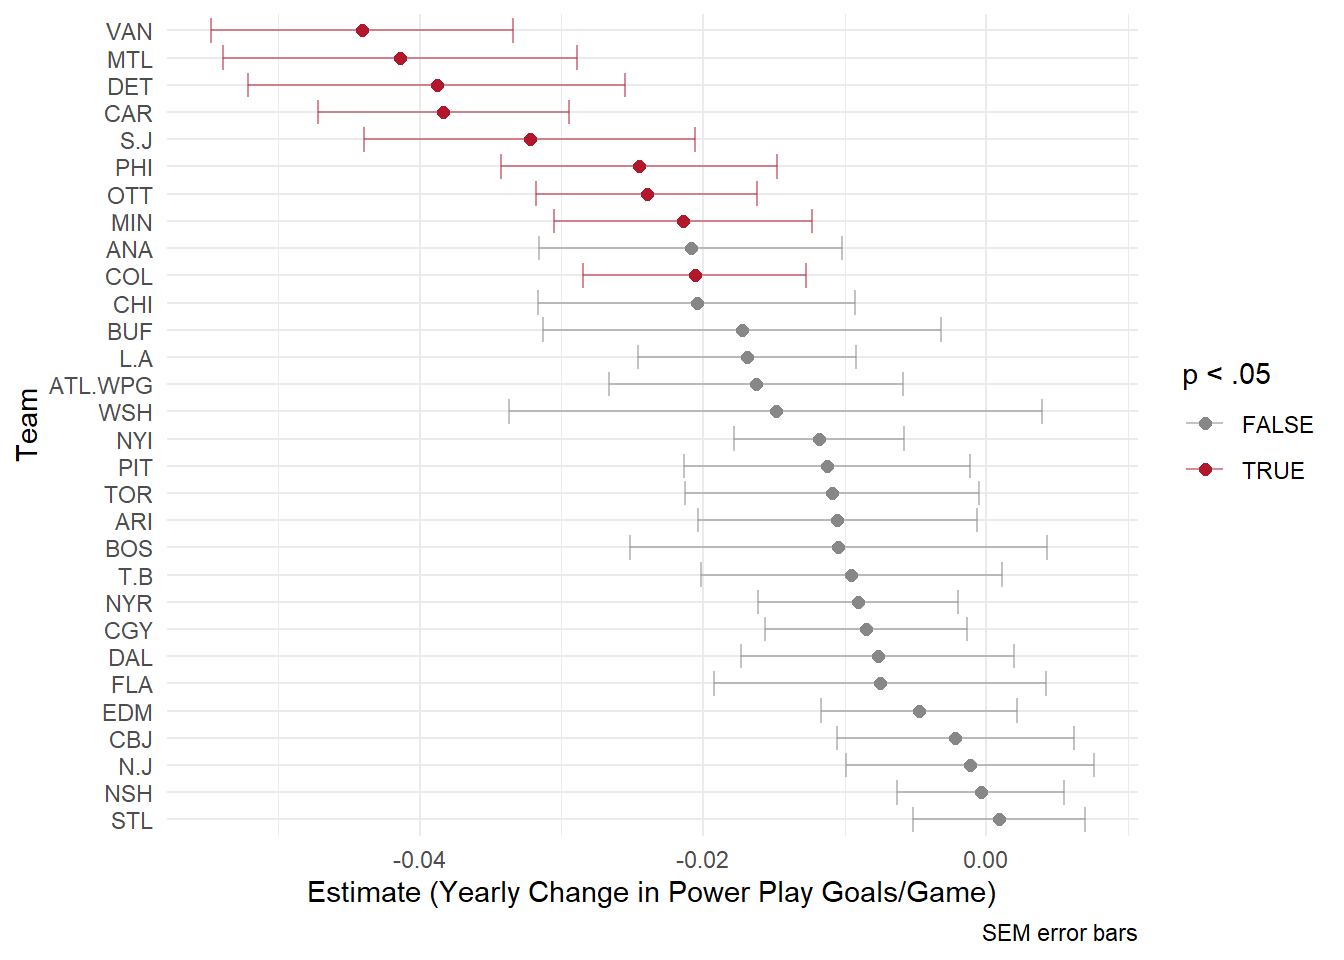 VAN
MTL
DET
CAR
S.J
PHI
OTT
MIN
ANA
COL
CHI
BUF
L.A
ATL.WPG
WSH
NYI
PIT
TOR
ARI
BOS
T.B
NYR
CGY
DAL
FLA
EDM
CBJ
N.J
NSH
STL
Team
-0.04 -0.02 0.00
Estimate (Yearly Change in Power Play Goals/Game)
SEM error bars
p < .05
FALSE
TRUE